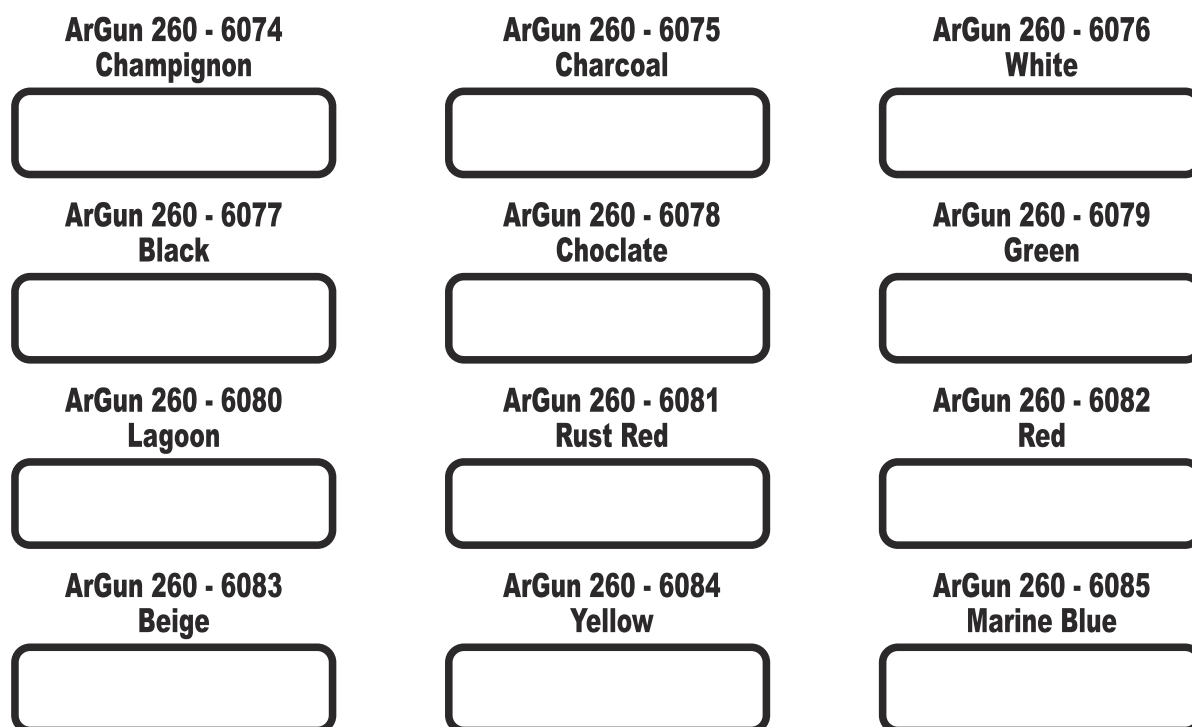 ArGun 260 - 6074
Champignon
ArGun 260 - 6075
Charcoal
ArGun 260 - 6076
White
ArGun 260 - 6077
Black
ArGun 260 - 6078
Choclate
ArGun 260 - 6079
Green
ArGun 260 - 6080
Lagoon
ArGun 260 - 6081
Rust Red
ArGun 260 - 6082
Red
ArGun 260 - 6083
Beige
ArGun 260 - 6084
Yellow
ArGun 260 - 6085
Marine Blue